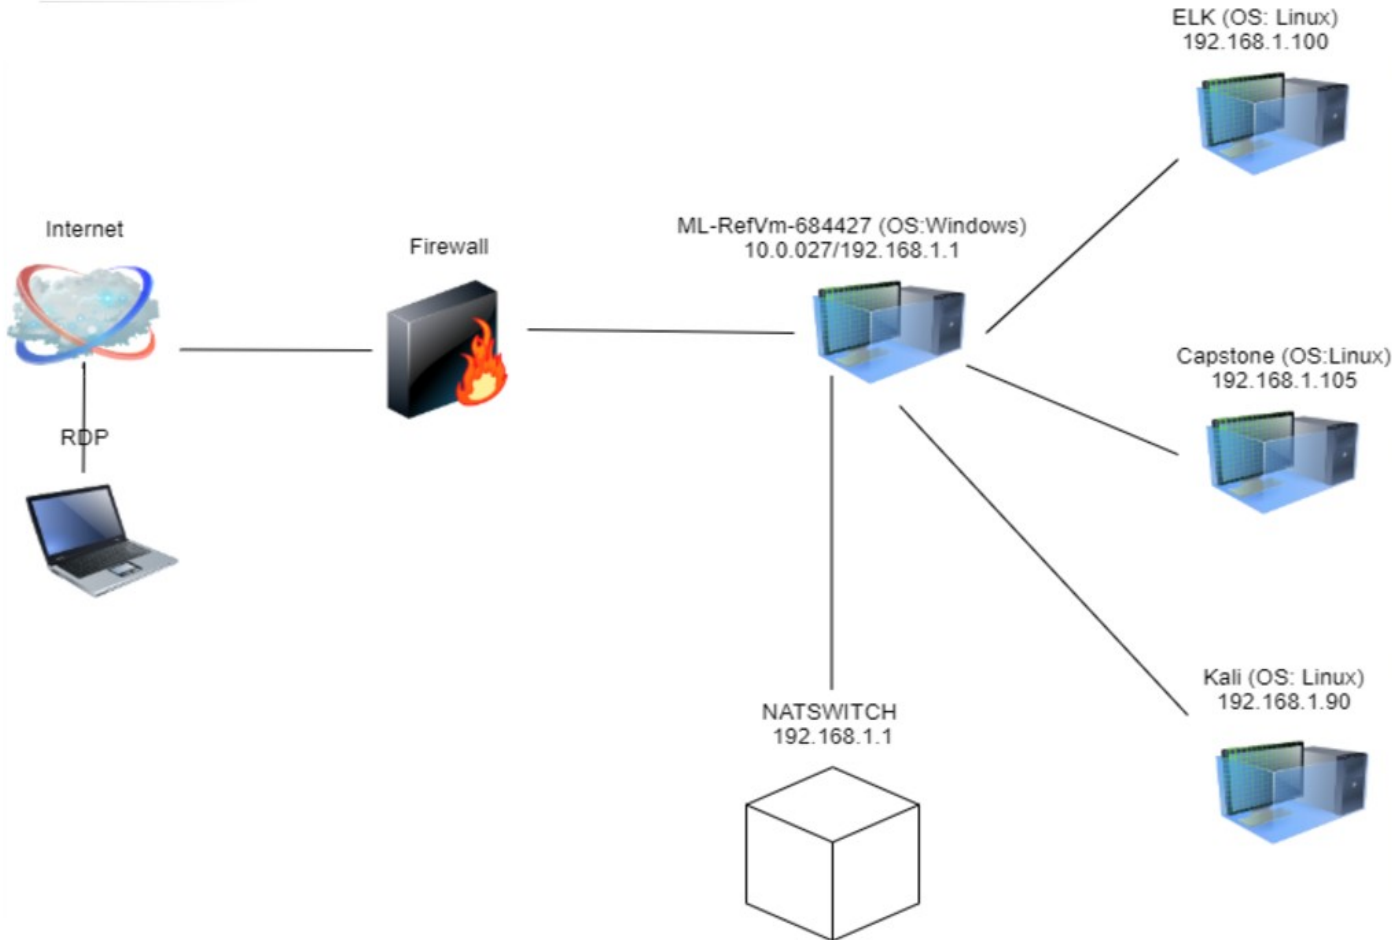 ELK (OS: Linux)
192.168.1.100
Internet
Firewall
ML-RefVm-684427 (OS:Windows)
10.0.027/192.168.1.1
Capstone (OS:Linux)
192.168.1.105
RDP
Kali (OS: Linux)
192.168.1.90
NATSWITCH
192.168.1.1